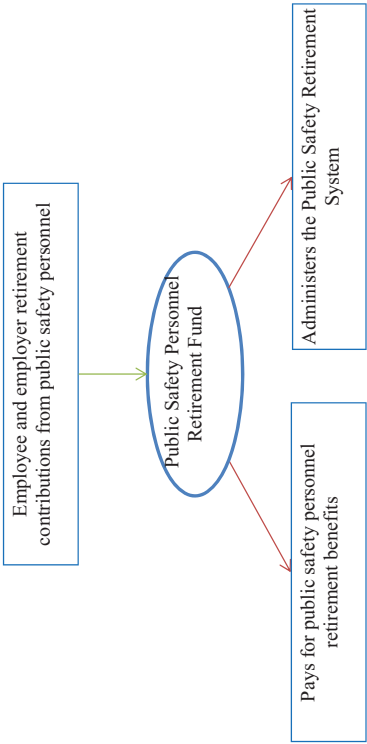 Employee and employer retirement
contributions from public safety personnel
Public Safety Personnel
Retirement Fund
Pays for public safety personnel
retirement benefits
Administers the Public Safety Retirement
System